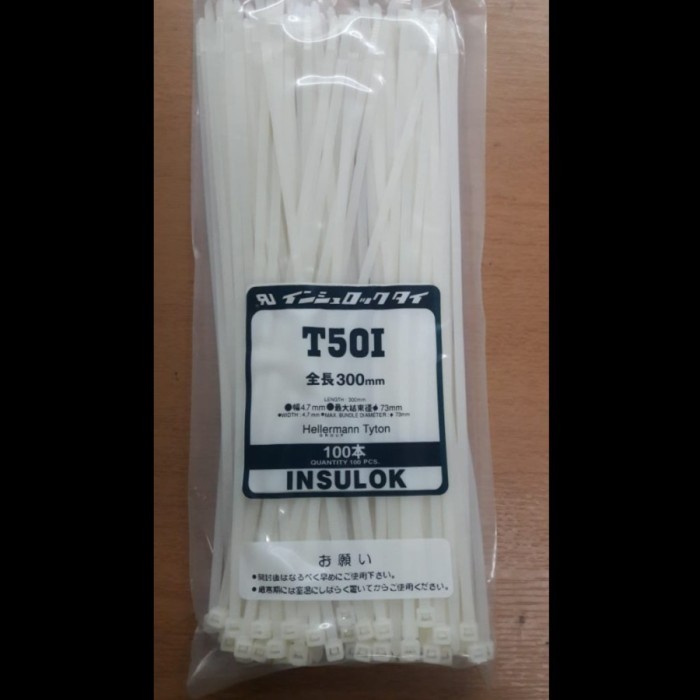 RU インシュロックタイ
T50I
全長300mm
LENGTH : 300mm
●幅4.7mm●最大結束径φ73mm
●WIDTH : 4.7mm●MAX. BUNDLE DIAMETER : φ73mm
Hellermann Tyton
GROUP
100本
QUANTITY 100 PCS.
INSULOK
お願い
●開封後はなるべく早めにご使用下さい。
●厳寒期には室温にしばらく置いてからご使用ください。